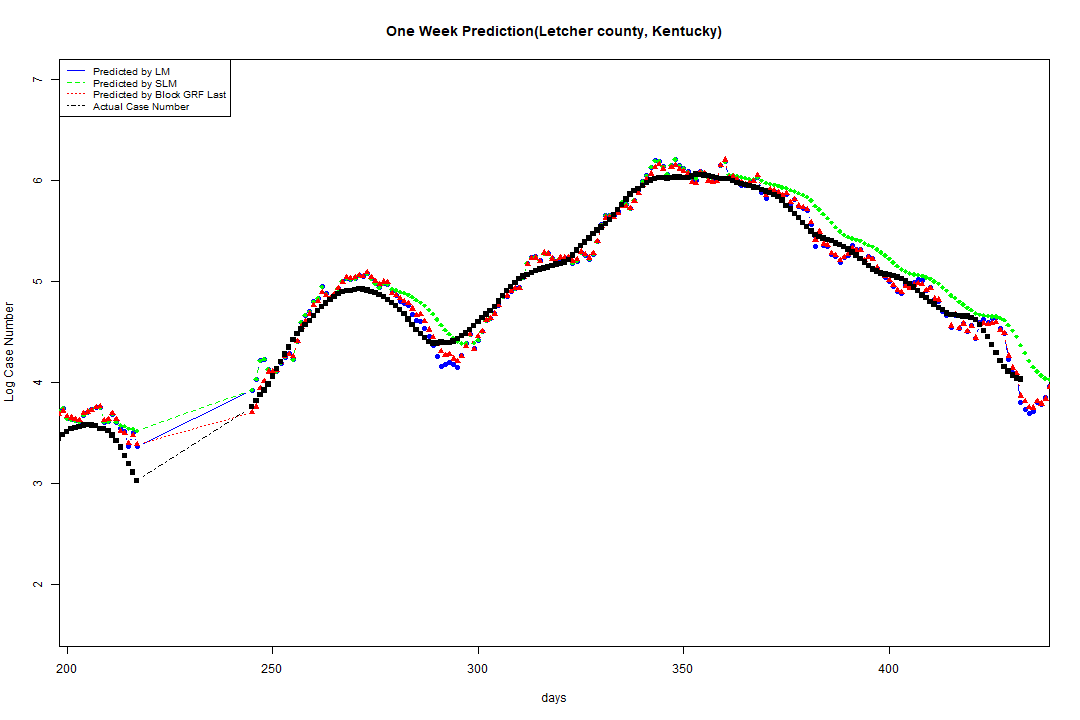 One Week Prediction(Letcher county, Kentucky)
Predicted by LM
Predicted by SLM
Predicted by Block GRF Last
Actual Case Number
7
6
5
4
3
2
Log Case Number
200 250 300 350 400
days